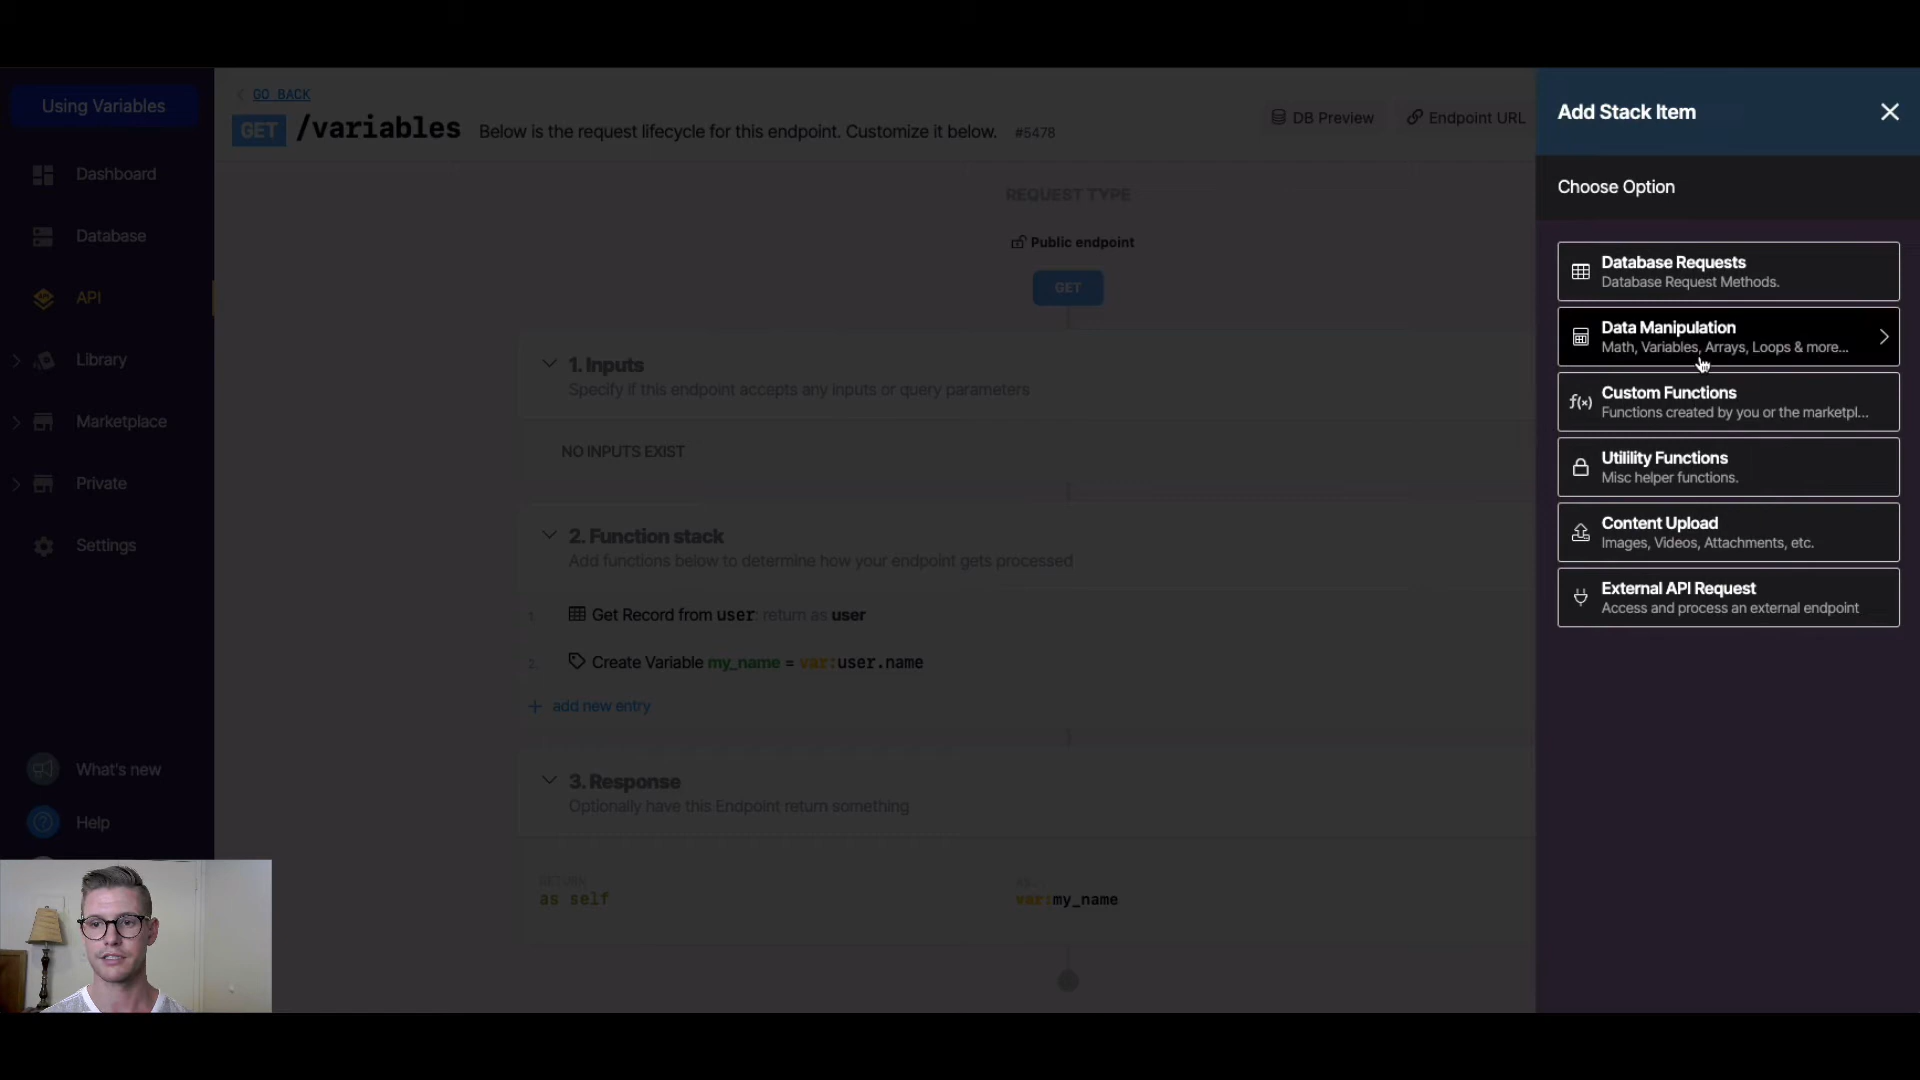 Using Variables
Dashboard
Database
API
Library
Marketplace
Private
Settings
What's new
Help
GO BACK
GET /variables Below is the request lifecycle for this endpoint. Customize it below. #5478
DB Preview
Endpoint URL
REQUEST TYPE
Public endpoint
GET
1. Inputs
Specify if this endpoint accepts any inputs or query parameters
NO INPUTS EXIST
2. Function stack
Add functions below to determine how your endpoint gets processed
1. Get Record from user: return as user
2. Create Variable my_name = var:user.name
+ add new entry
3. Response
Optionally have this Endpoint return something
RETURN
as self
AS
var:my_name
Add Stack Item
Choose Option
Database Requests
Database Request Methods.
Data Manipulation
Math, Variables, Arrays, Loops & more...
Custom Functions
f(x)
Functions created by you or the marketpl...
Utilility Functions
Misc helper functions.
Content Upload
Images, Videos, Attachments, etc.
External API Request
Access and process an external endpoint